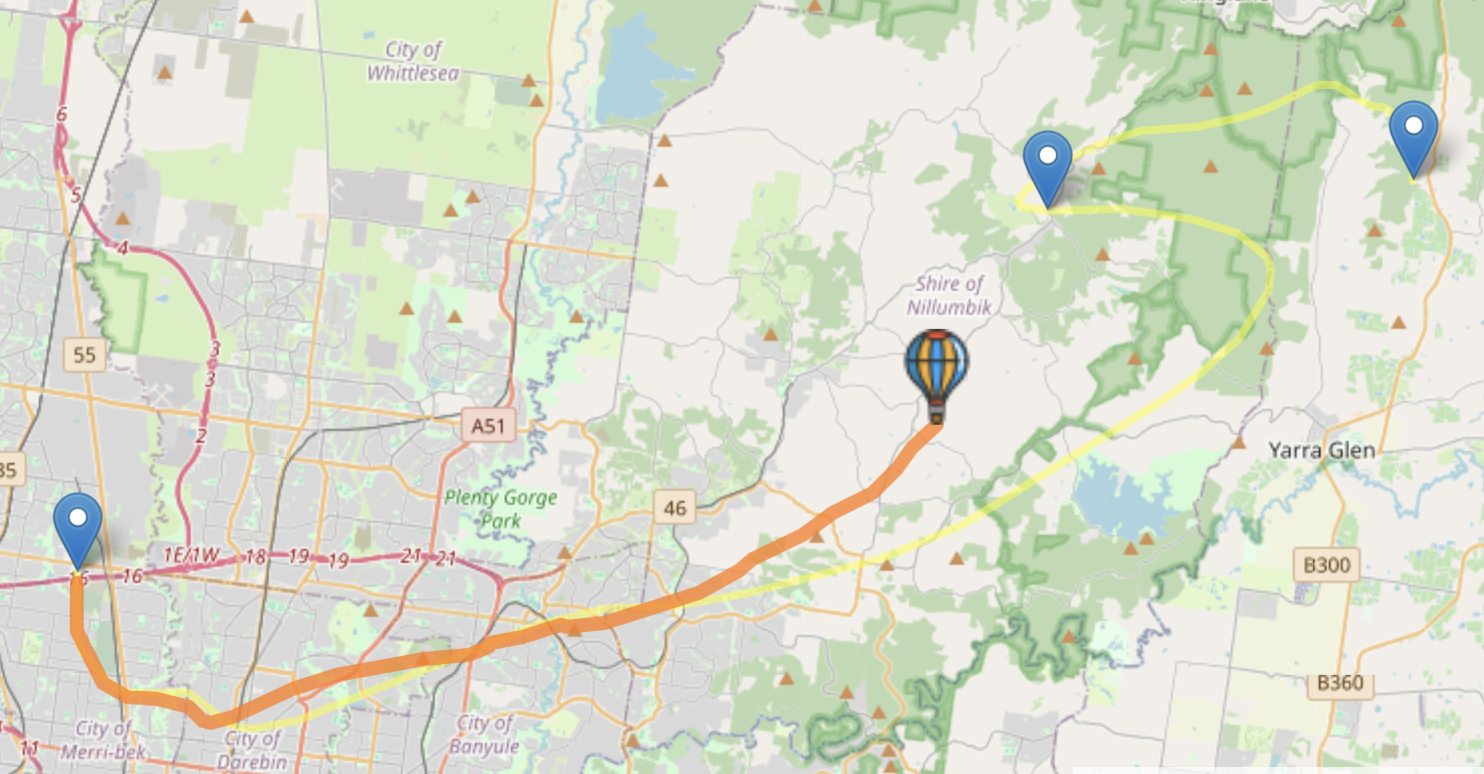 City of
Whittlesea
6
5
4
Shire of
Nillumbik
3
3
55
2
A51
Yarra Glen
Plenty Gorge
Park
46
1E/1W
18
19
19
21
21
16
B300
B360
City of
Merri-bek
City of
Darebin
City of
Banyule
11